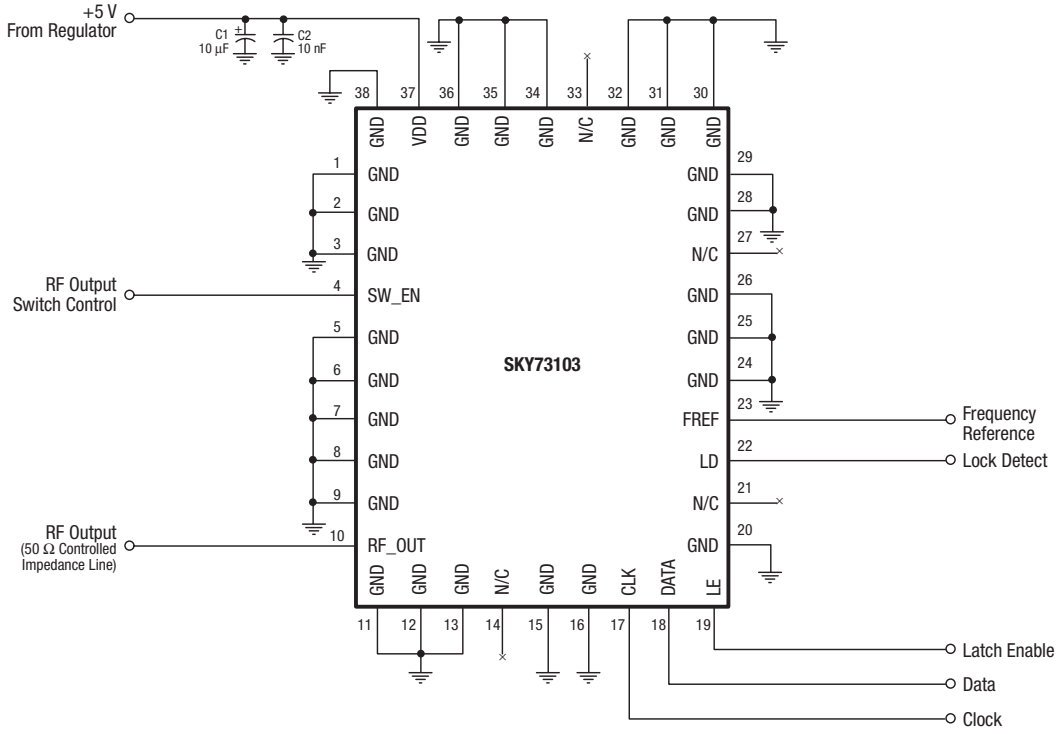 +5 V
From Regulator
C1
10 μF
+
C2
10 nF
38
37
36
35
34
33
32
31
30
GND
VDD
GND
GND
GND
N/C
GND
GND
GND
1
GND
2
GND
3
GND
RF Output
Switch Control
4
SW_EN
5
GND
6
GND
7
GND
8
GND
9
GND
RF Output
(50 Ω Controlled
Impedance Line)
10
RF_OUT
SKY73103
29
GND
28
GND
27
N/C
26
GND
25
GND
24
GND
23
FREF
Frequency
Reference
22
LD
Lock Detect
21
N/C
20
GND
GND
GND
GND
N/C
GND
GND
CLK
DATA
LE
11
12
13
14
15
16
17
18
19
Latch Enable
Data
Clock